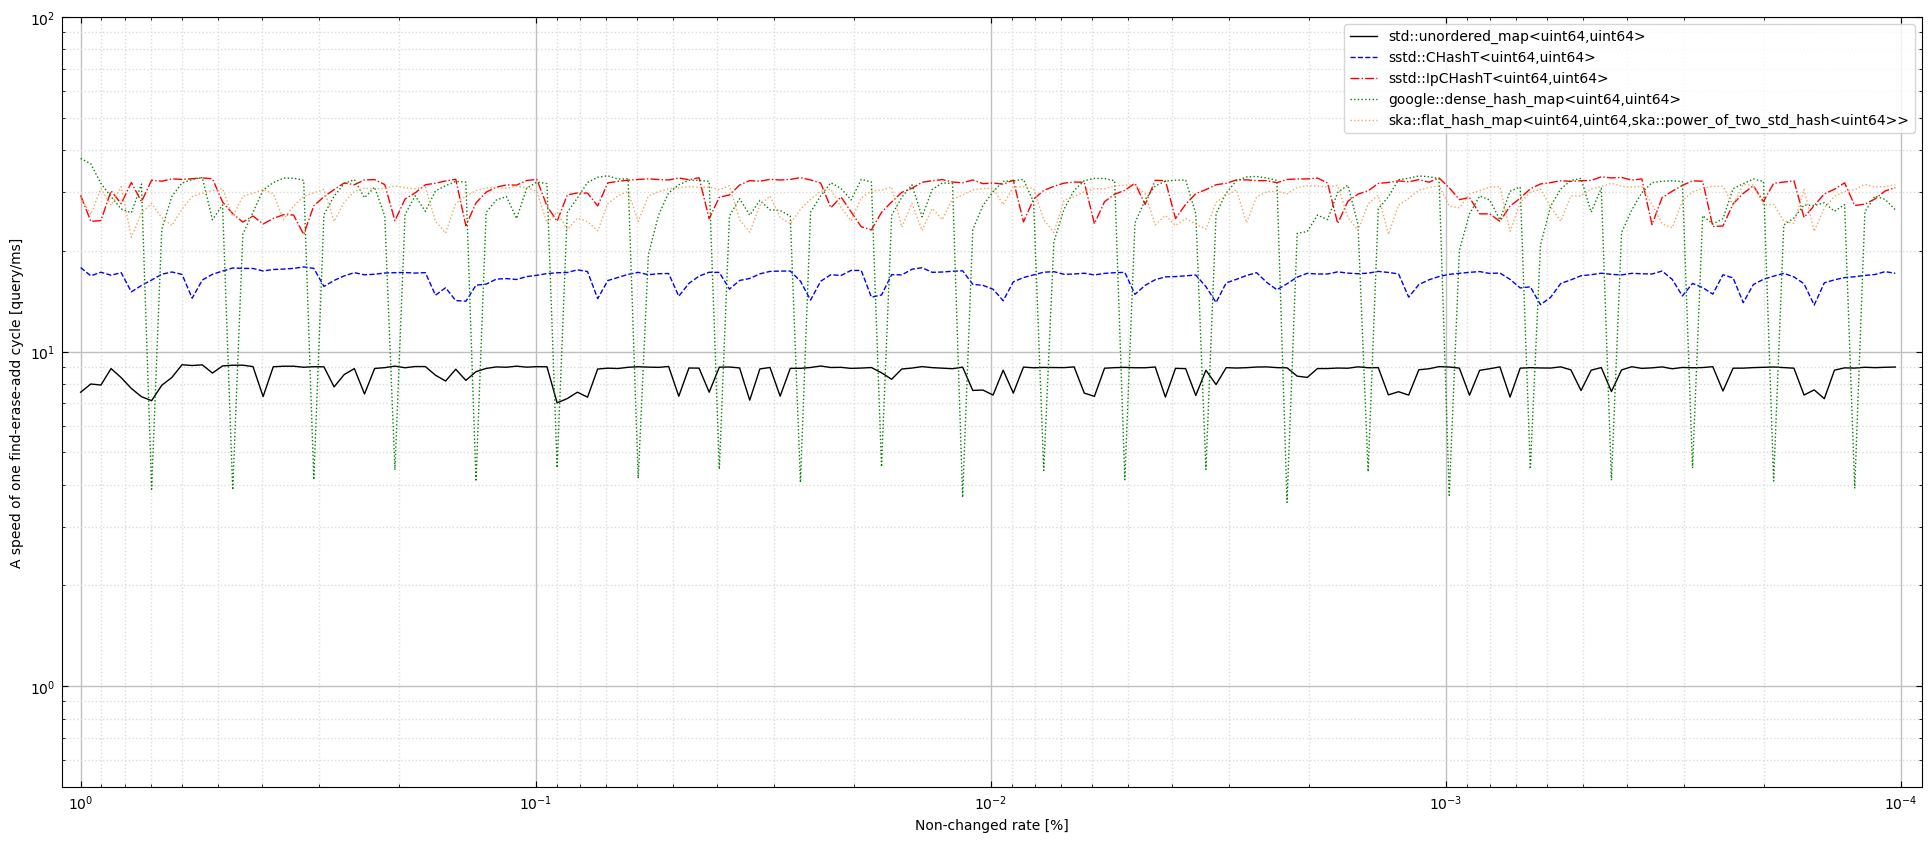 10²
std::unordered_map<uint64,uint64>
sstd::CHashT<uint64,uint64>
sstd::IpCHashT<uint64,uint64>
google::dense_hash_map<uint64,uint64>
ska::flat_hash_map<uint64,uint64,ska::power_of_two_std_hash<uint64>>
A speed of one find-erase-add cycle [query/ms]
10¹
10⁰
10⁰ 10⁻¹ 10⁻² 10⁻³ 10⁻⁴
Non-changed rate [%]